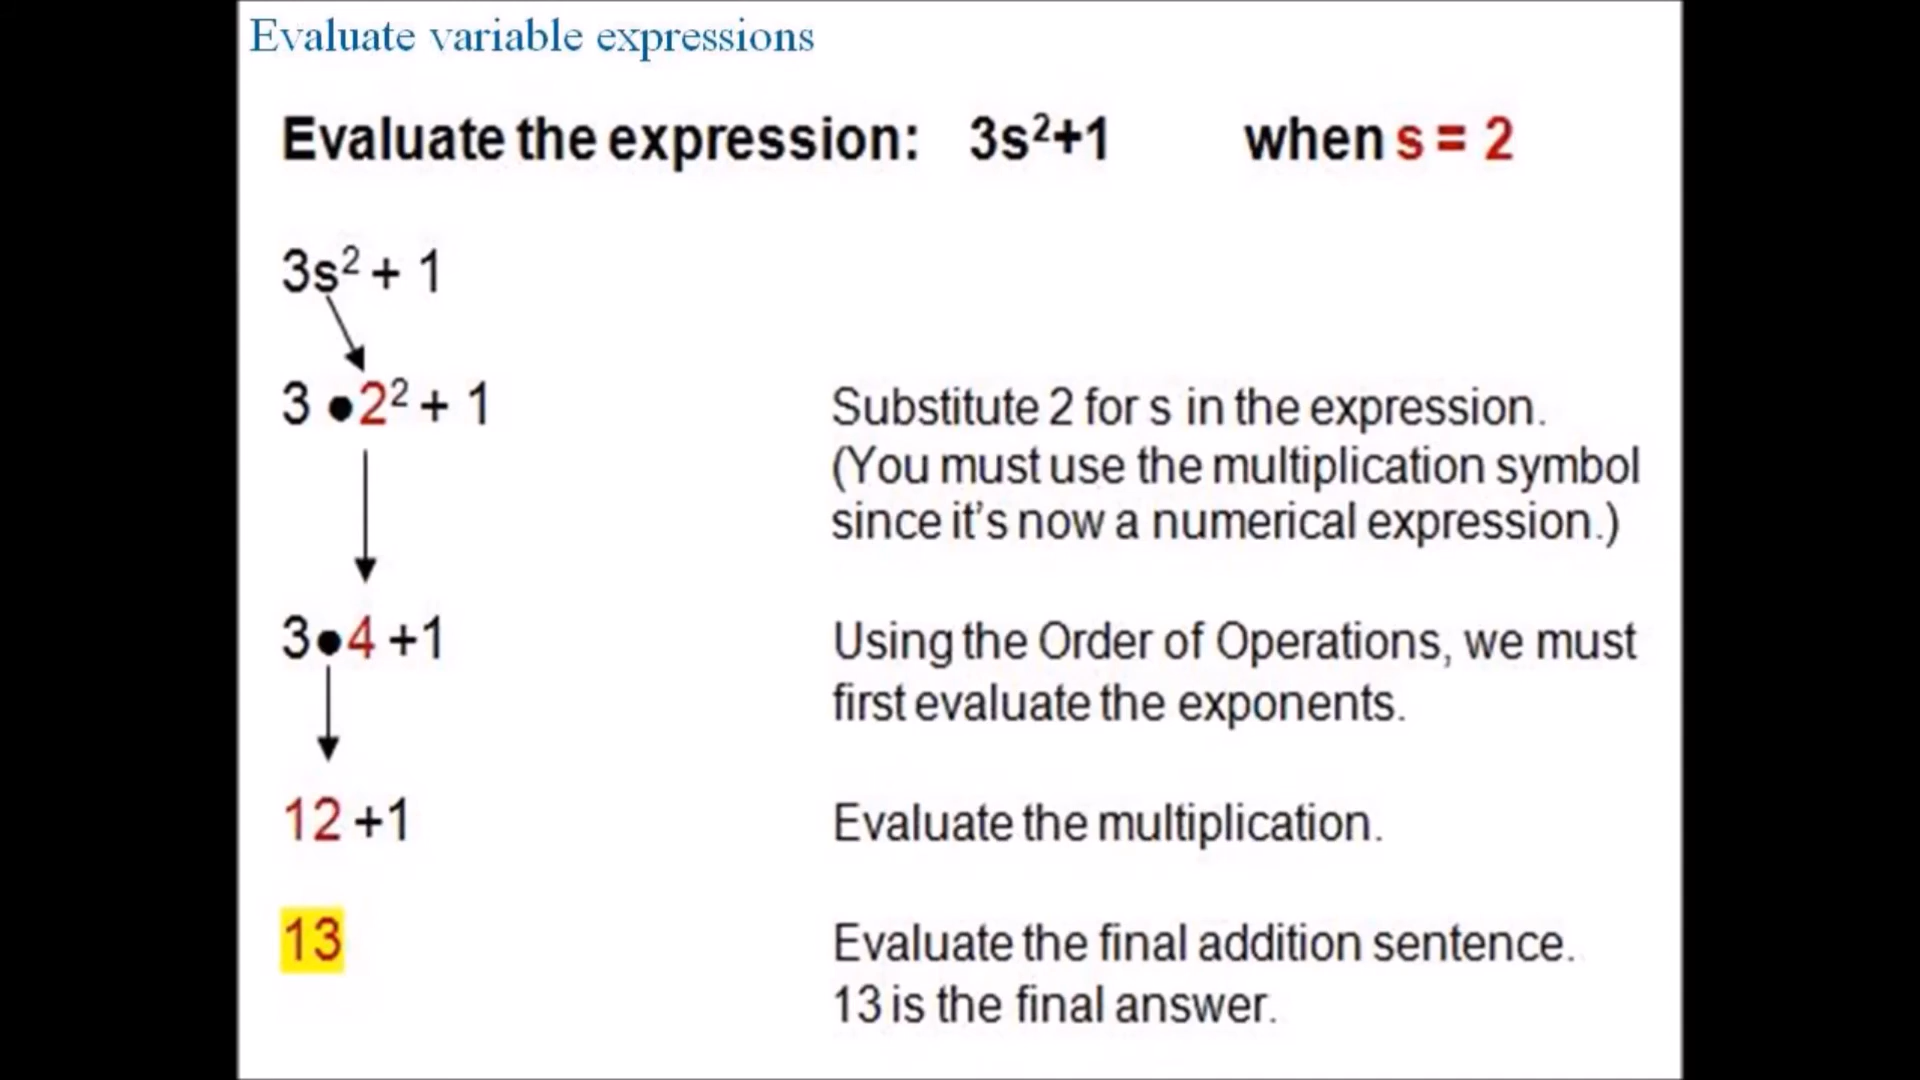 Evaluate variable expressions
Evaluate the expression: 3s²+1 when s = 2
3s² + 1
3 ●2² + 1
Substitute 2 for s in the expression.
(You must use the multiplication symbol
since it's now a numerical expression.)
3●4 +1
Using the Order of Operations, we must
first evaluate the exponents.
12 +1
Evaluate the multiplication.
13
Evaluate the final addition sentence.
13 is the final answer.